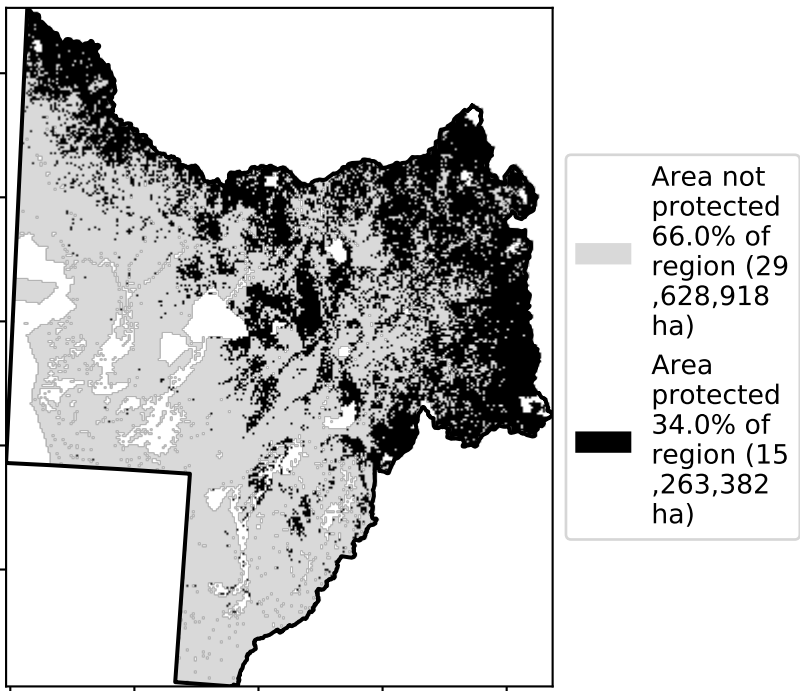 Area not
protected
66.0% of
region (29
,628,918
ha)
Area
protected
34.0% of
region (15
,263,382
ha)